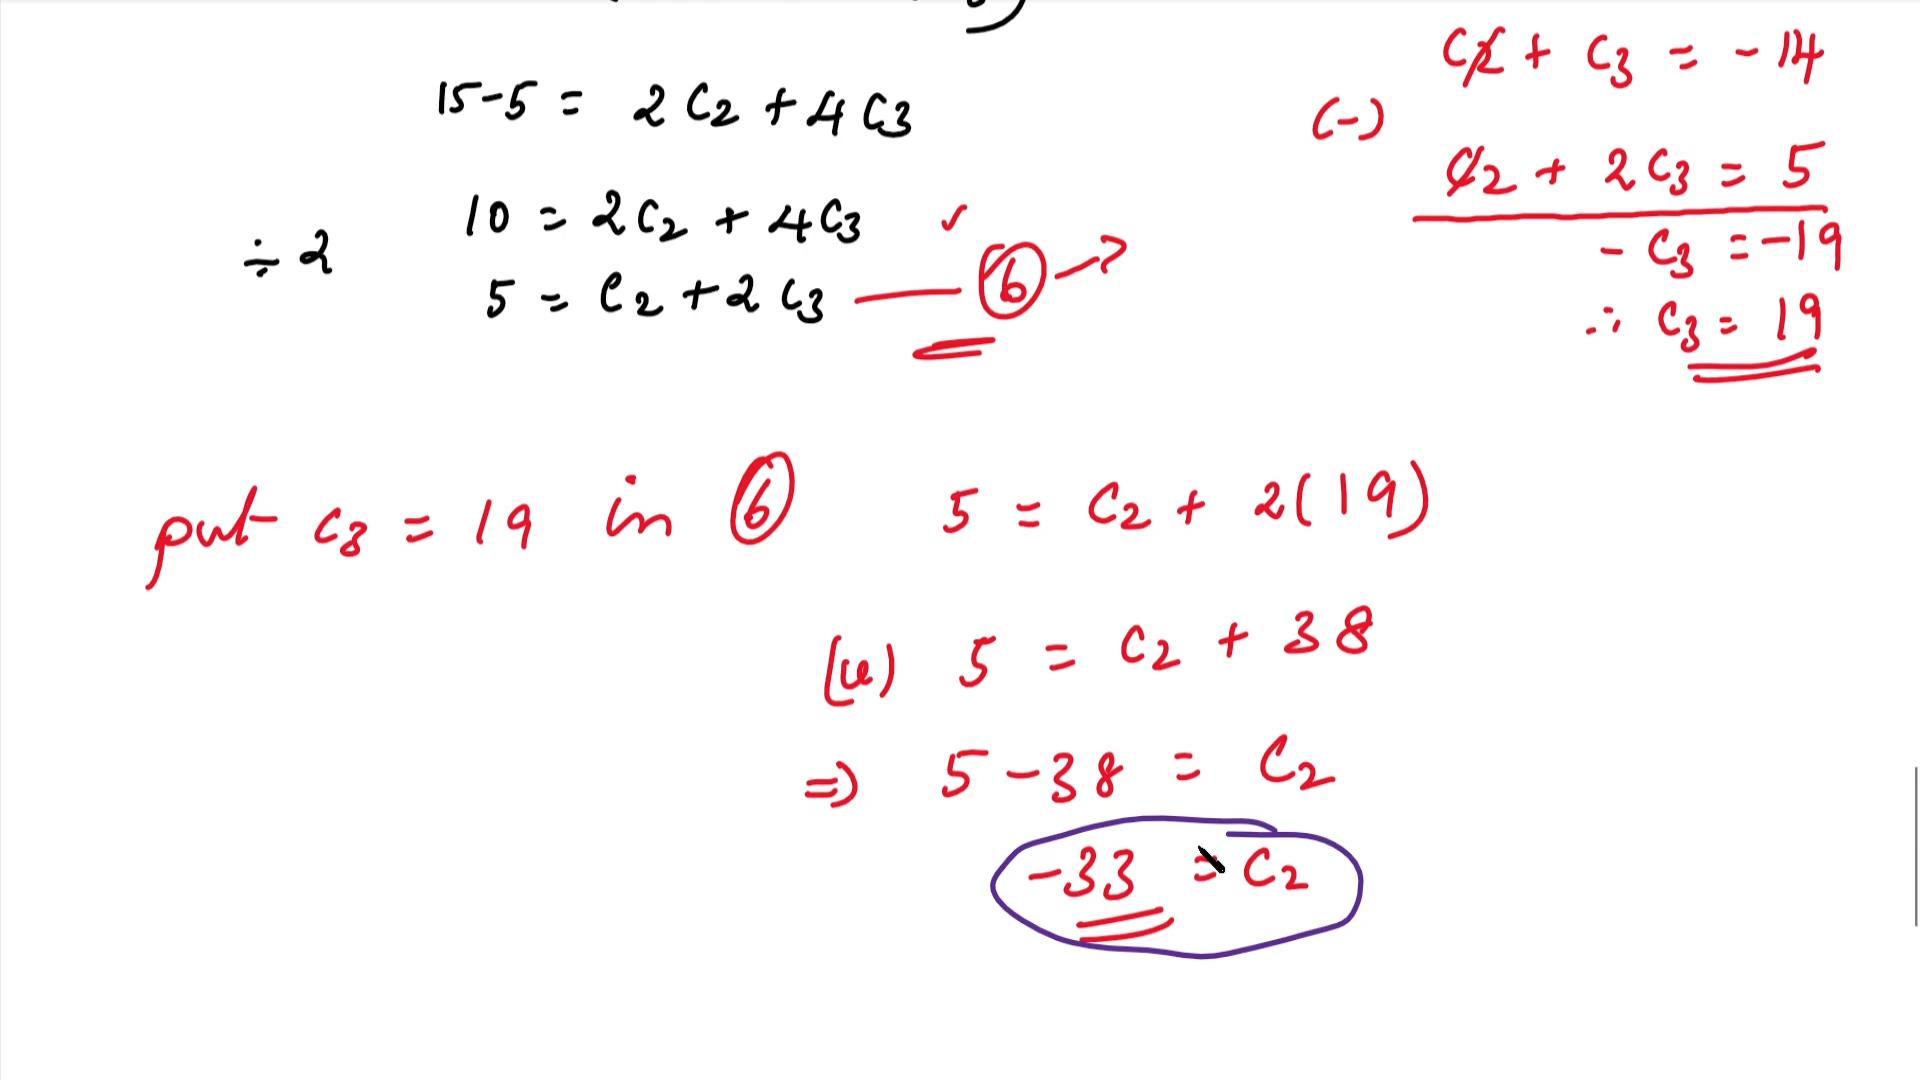 15-5 = 2C2 + 4C3
10 = 2C2 + 4C3 ✓
÷ 2
5 = C2 + 2C3 —— 6 →
C2 + C3 = -14
(-)
C2 + 2C3 = 5
- C3 = -19
∴ C3 = 19
put C3 = 19 in 6
5 = C2 + 2(19)
(ie) 5 = C2 + 38
=) 5-38 = C2
-33 = C2